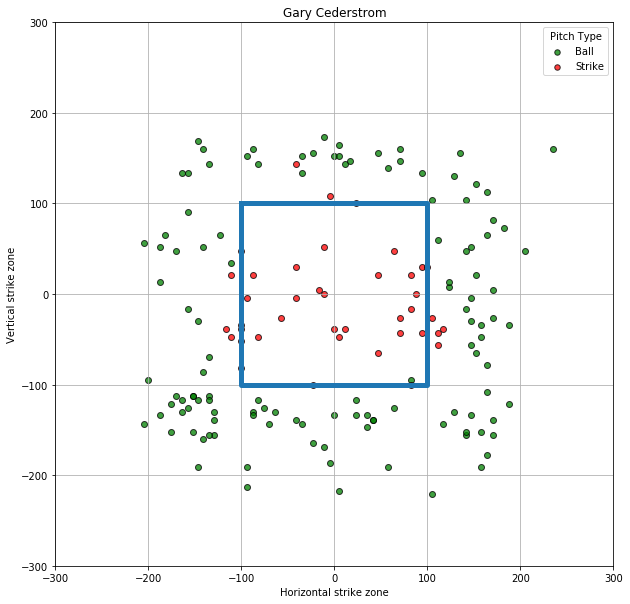 Gary Cederstrom
Pitch Type
Ball
Strike
300
200
100
0
−100
−200
−300
Vertical strike zone
−300 −200 −100 0 100 200 300
Horizontal strike zone